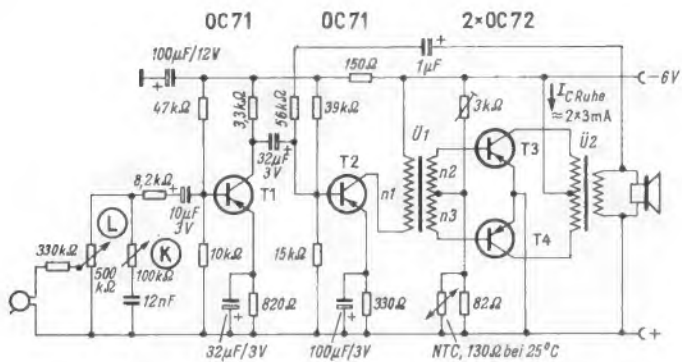 OC71 OC71 2×OC72
100µF/12V
1µF
150Ω
−6V
47kΩ
3,3kΩ
56kΩ
39kΩ
3kΩ
I_C Ruhe
≈2×3mA
32µF
3V
Ü1
Ü2
T3
8,2kΩ
T1
T2
n1
n2
n3
10µF
3V
T4
L
K
330kΩ
500
kΩ
100kΩ
10kΩ
15kΩ
12nF
820Ω
330Ω
82Ω
+
32µF/3V
100µF/3V
NTC, 130Ω bei 25°C